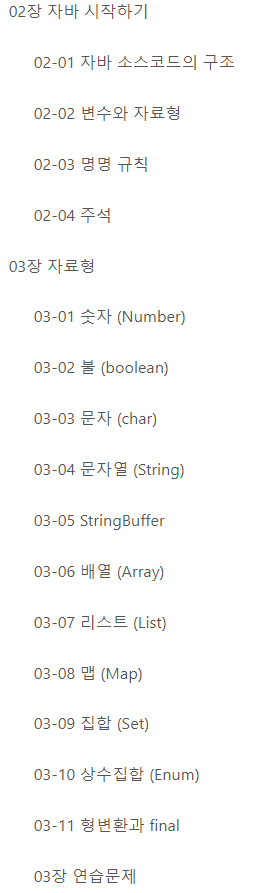 02장 자바 시작하기
02-01 자바 소스코드의 구조
02-02 변수와 자료형
02-03 명명 규칙
02-04 주석
03장 자료형
03-01 숫자 (Number)
03-02 불 (boolean)
03-03 문자 (char)
03-04 문자열 (String)
03-05 StringBuffer
03-06 배열 (Array)
03-07 리스트 (List)
03-08 맵 (Map)
03-09 집합 (Set)
03-10 상수집합 (Enum)
03-11 형변환과 final
03장 연습문제